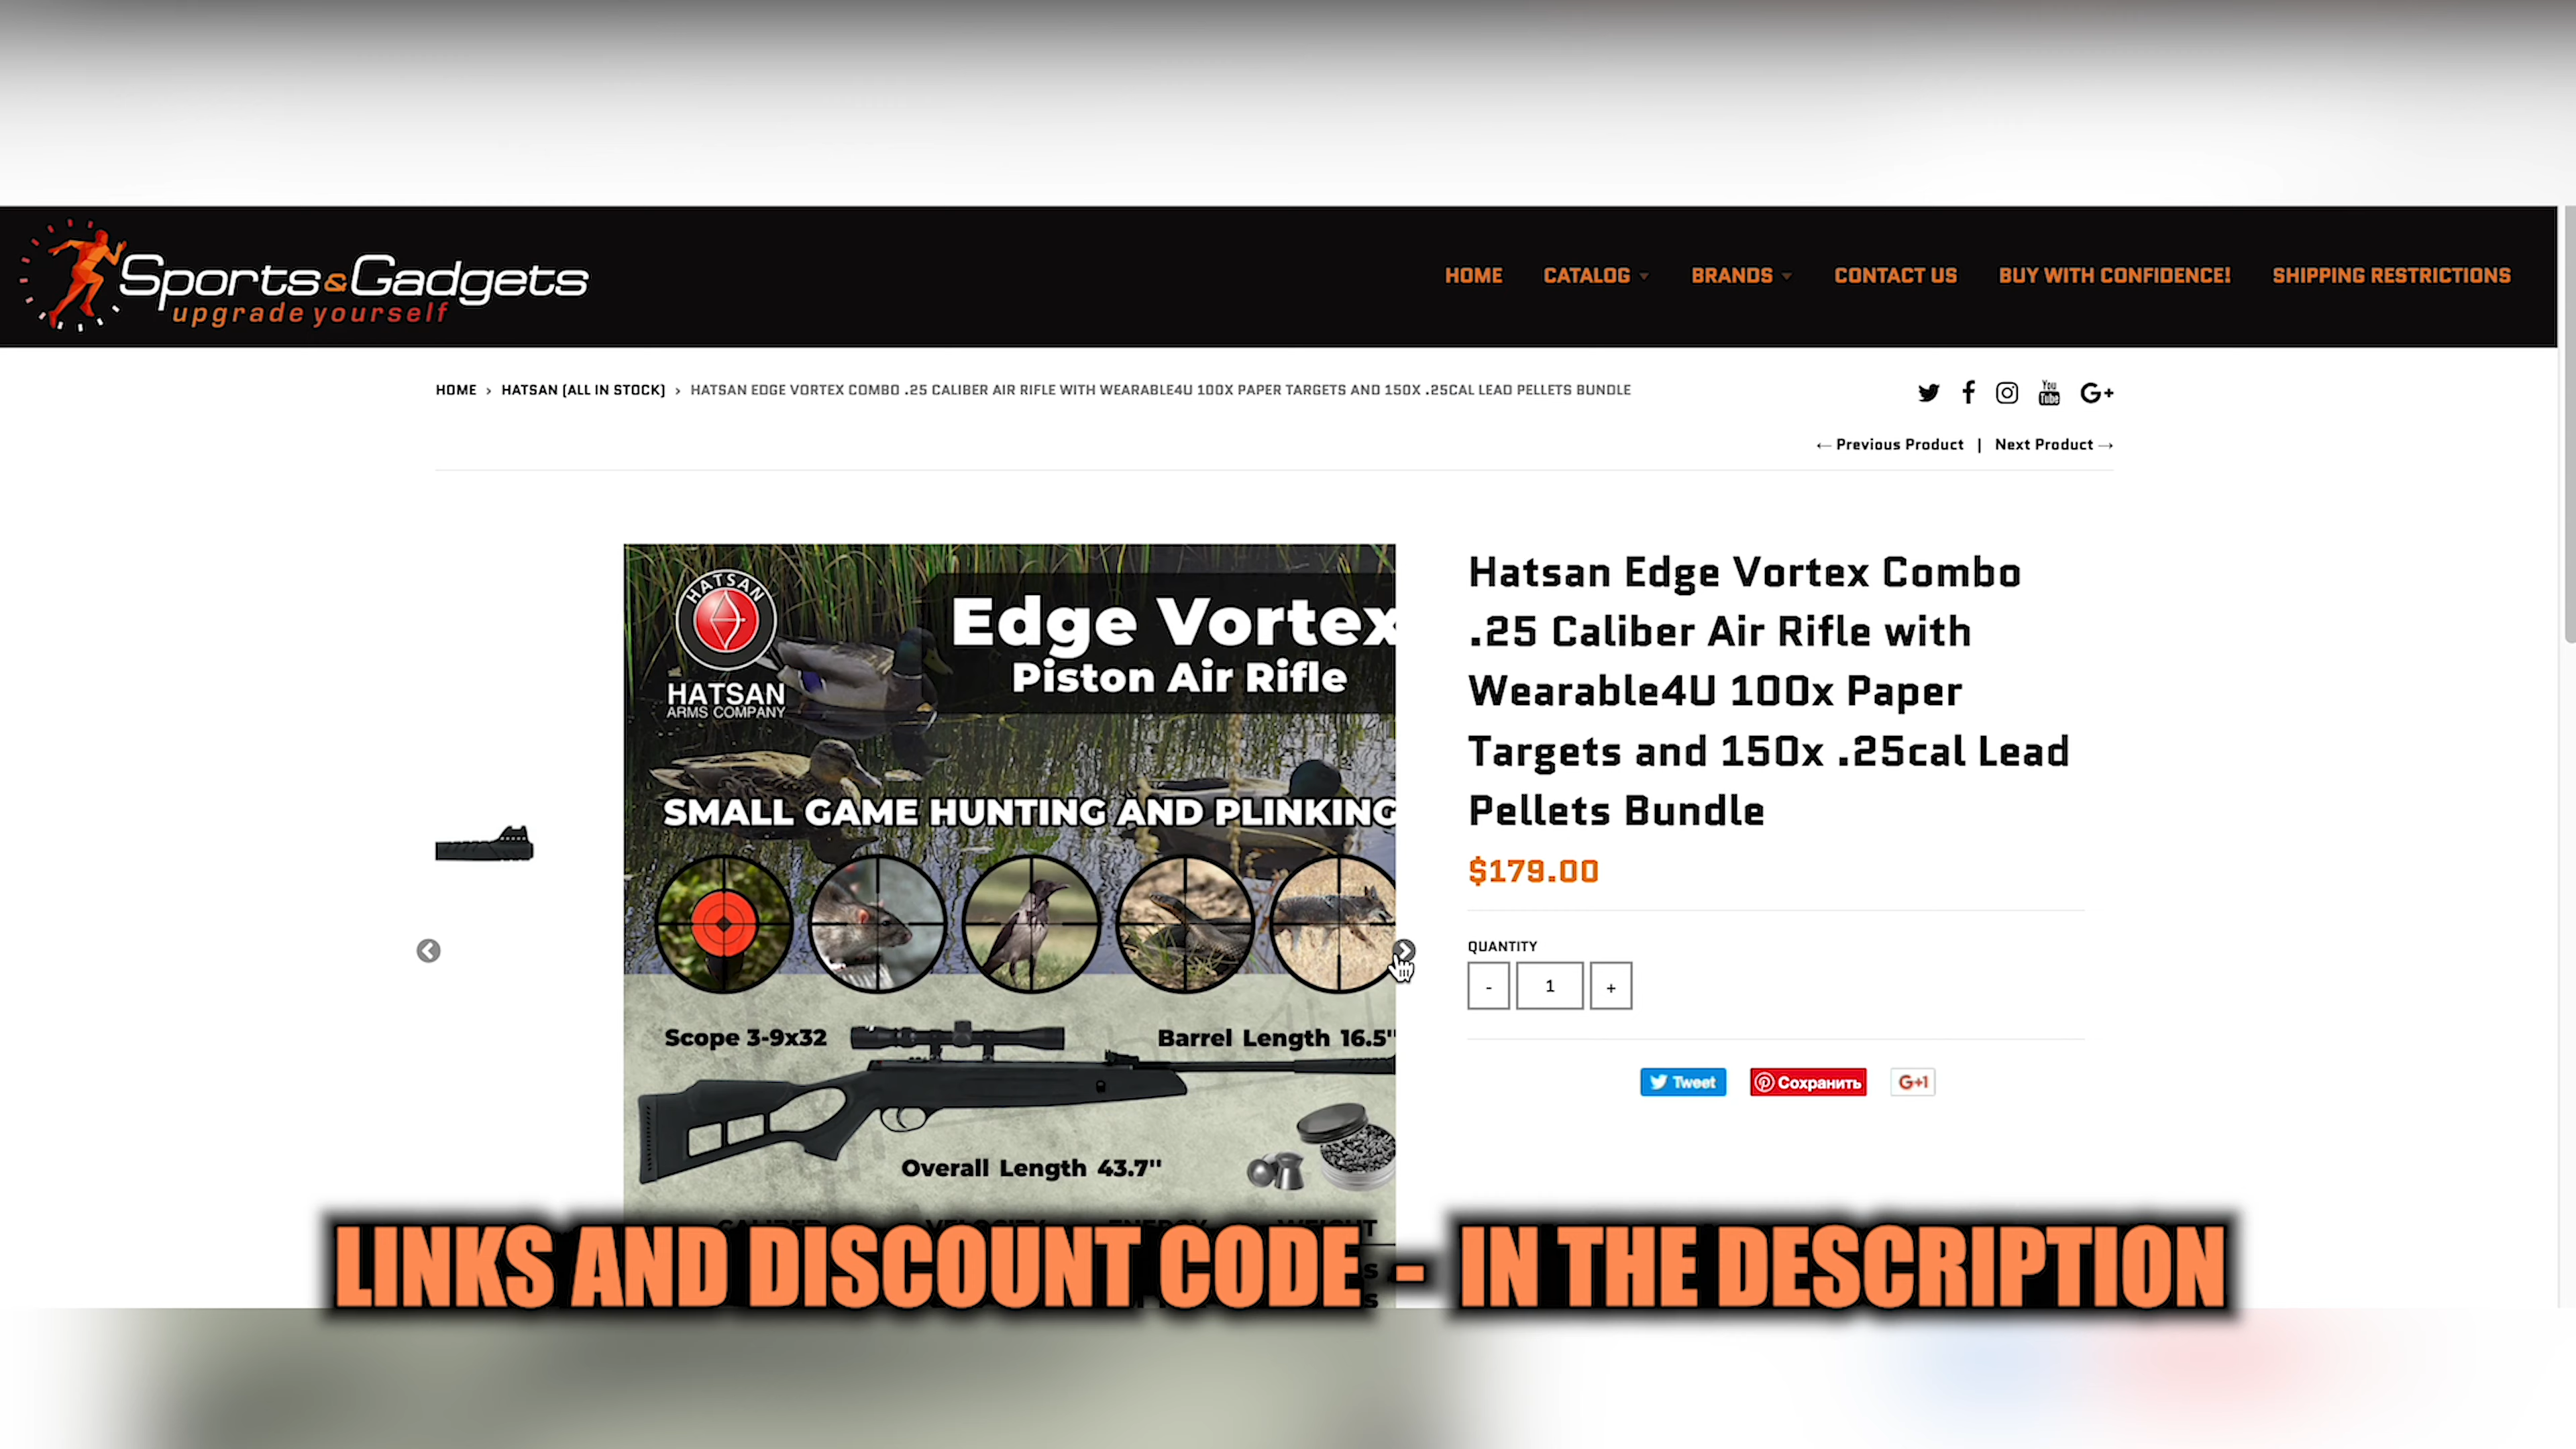 Sports&Gadgets
upgrade yourself
HOME
CATALOG
BRANDS
CONTACT US
BUY WITH CONFIDENCE!
SHIPPING RESTRICTIONS
HOME › HATSAN (ALL IN STOCK) › HATSAN EDGE VORTEX COMBO .25 CALIBER AIR RIFLE WITH WEARABLE4U 100X PAPER TARGETS AND 150X .25CAL LEAD PELLETS BUNDLE
You Tube
G+
← Previous Product | Next Product →
HATSAN
HATSAN
ARMS COMPANY
Edge Vortex
Piston Air Rifle
SMALL GAME HUNTING AND PLINKING
Scope 3-9x32
Barrel Length 16.5"
Overall Length 43.7"
Hatsan Edge Vortex Combo
.25 Caliber Air Rifle with
Wearable4U 100x Paper
Targets and 150x .25cal Lead
Pellets Bundle
$179.00
QUANTITY
- 1 +
Tweet
Сохранить
G+1
LINKS AND DISCOUNT CODE - IN THE DESCRIPTION